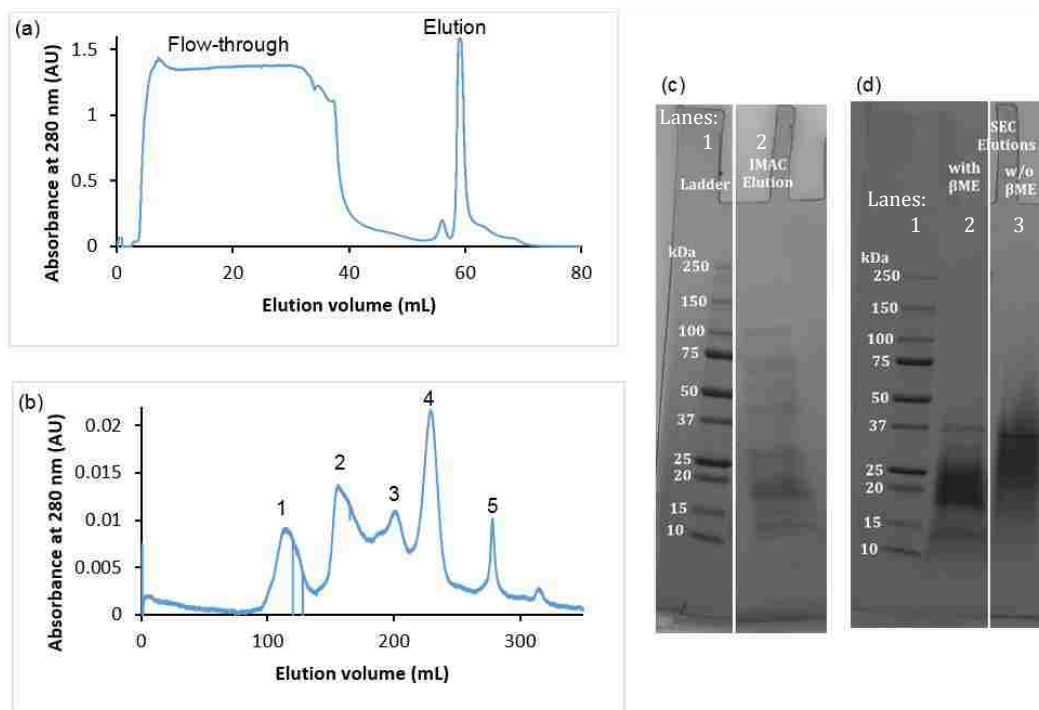 (a)
Absorbance at 280 nm (AU)
1.5
1
0.5
0
Flow-through
Elution
0 20 40 60 80
Elution volume (mL)
(b)
Absorbance at 280 nm (AU)
0.02
0.015
0.01
0.005
0
1 2 3 4 5
0 100 200 300
Elution volume (mL)
(c)
Lanes:
1 2
Ladder
IMAC
Elution
kDa
250
150
100
75
50
37
25
20
15
10
(d)
SEC
Elutions
with
βME
w/o
βME
Lanes:
1 2 3
kDa
250
150
100
75
50
37
25
20
15
10